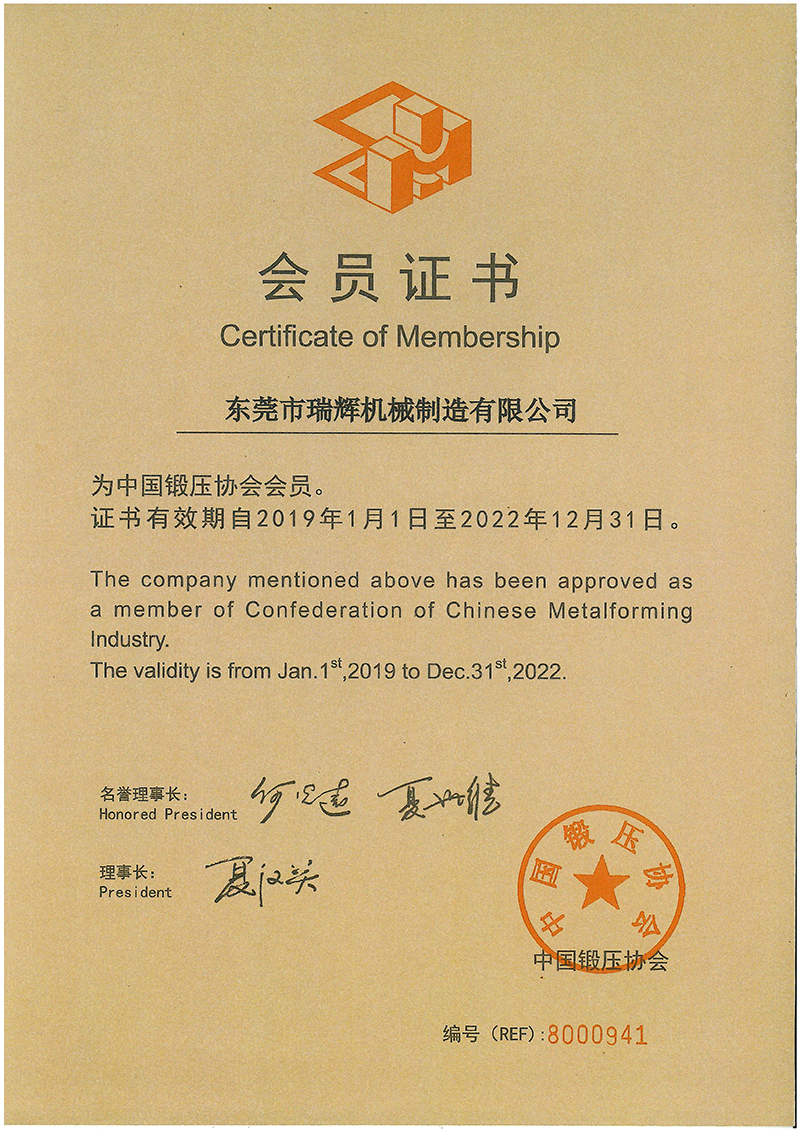 会员证书
Certificate of Membership
东莞市瑞辉机械制造有限公司
为中国锻压协会会员。
证书有效期自2019年1月1日至2022年12月31日。
The company mentioned above has been approved as
a member of Confederation of Chinese Metalforming
Industry.
The validity is from Jan.1st,2019 to Dec.31st,2022.
名誉理事长:
Honored President
理事长:
President
中国锻压协会
中国锻压协会
编号（REF）:8000941